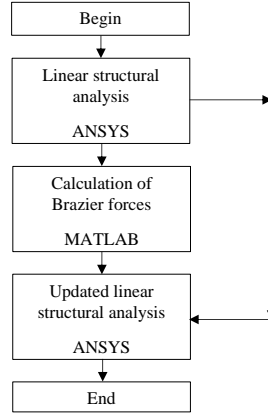 Begin
Linear structural
analysis
ANSYS
Calculation of
Brazier forces
MATLAB
Updated linear
structural analysis
ANSYS
End